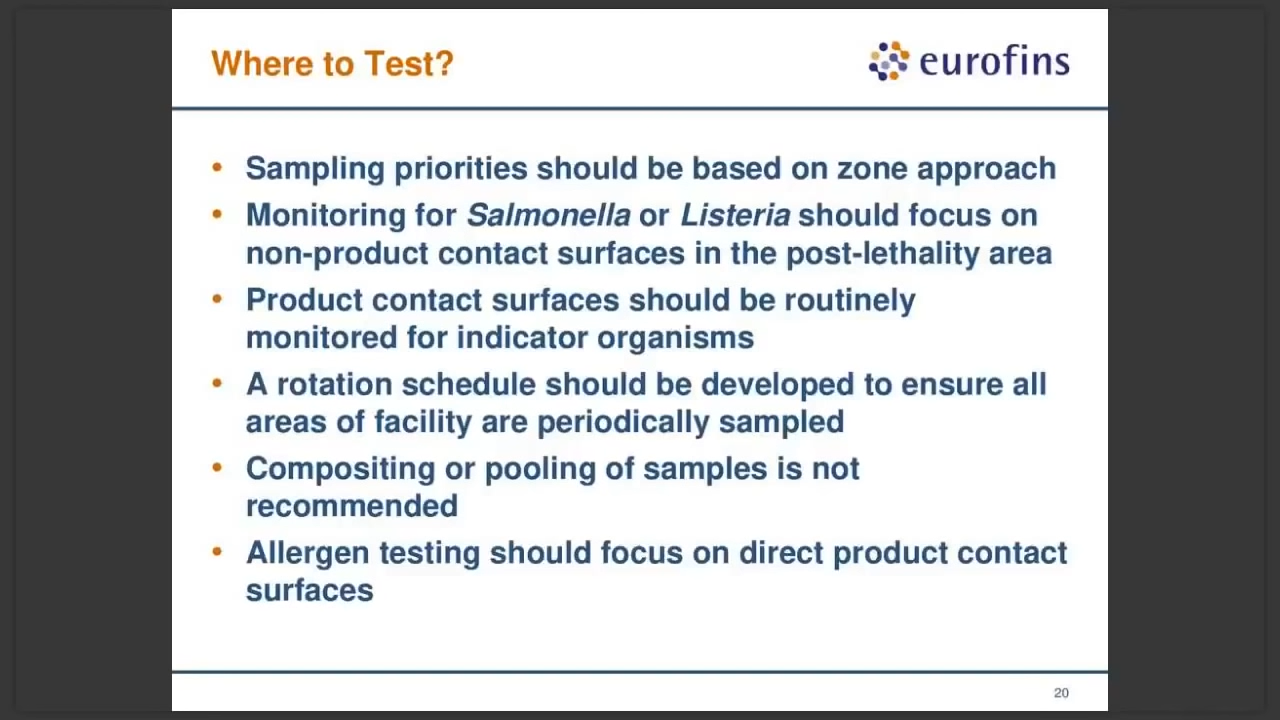 Where to Test?
eurofins
• Sampling priorities should be based on zone approach
• Monitoring for Salmonella or Listeria should focus on
non-product contact surfaces in the post-lethality area
• Product contact surfaces should be routinely
monitored for indicator organisms
• A rotation schedule should be developed to ensure all
areas of facility are periodically sampled
• Compositing or pooling of samples is not
recommended
• Allergen testing should focus on direct product contact
surfaces
20